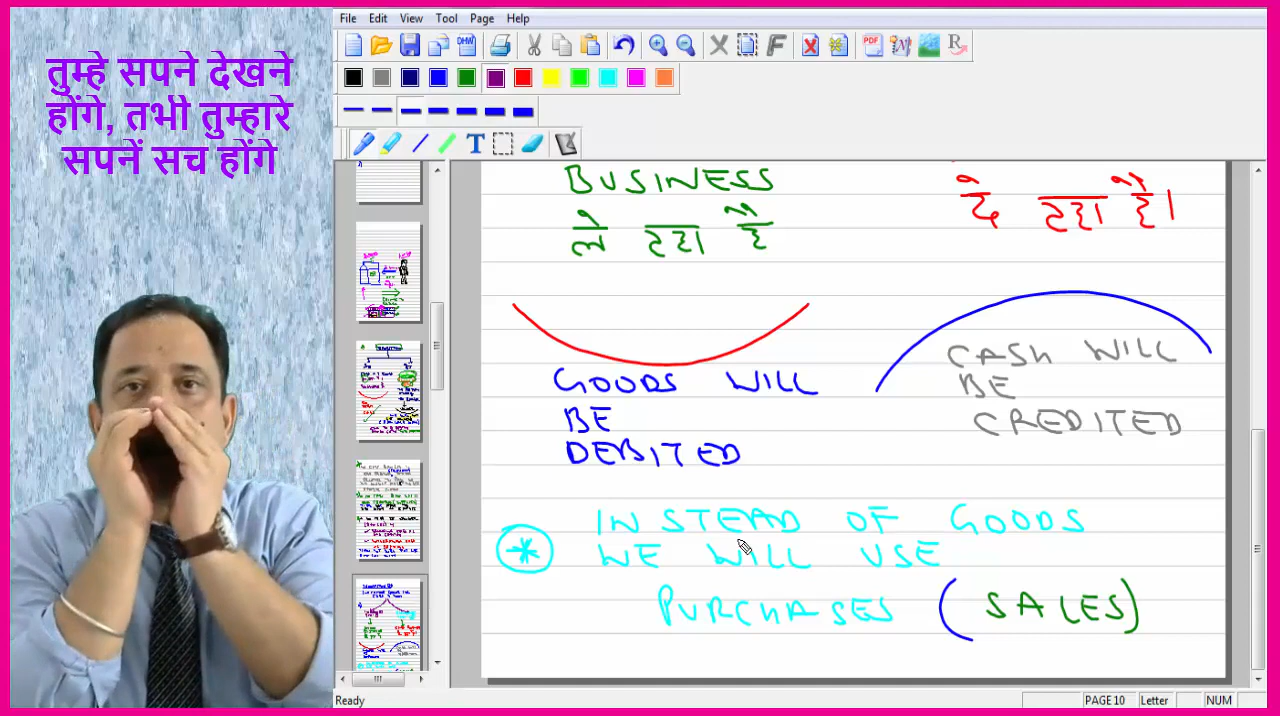 तुम्हे सपने देखने
होंगे, तभी तुम्हारे
सपनें सच होंगे
File Edit View Tool Page Help
BUSINESS
ले रहा है
दे रहा है।
GOODS WILL
BE
DEBITED
CASH WILL
BE
CREDITED
INSTEAD OF GOODS
WE WILL USE
PURCHASES (SALES)
Ready PAGE 10 Letter NUM